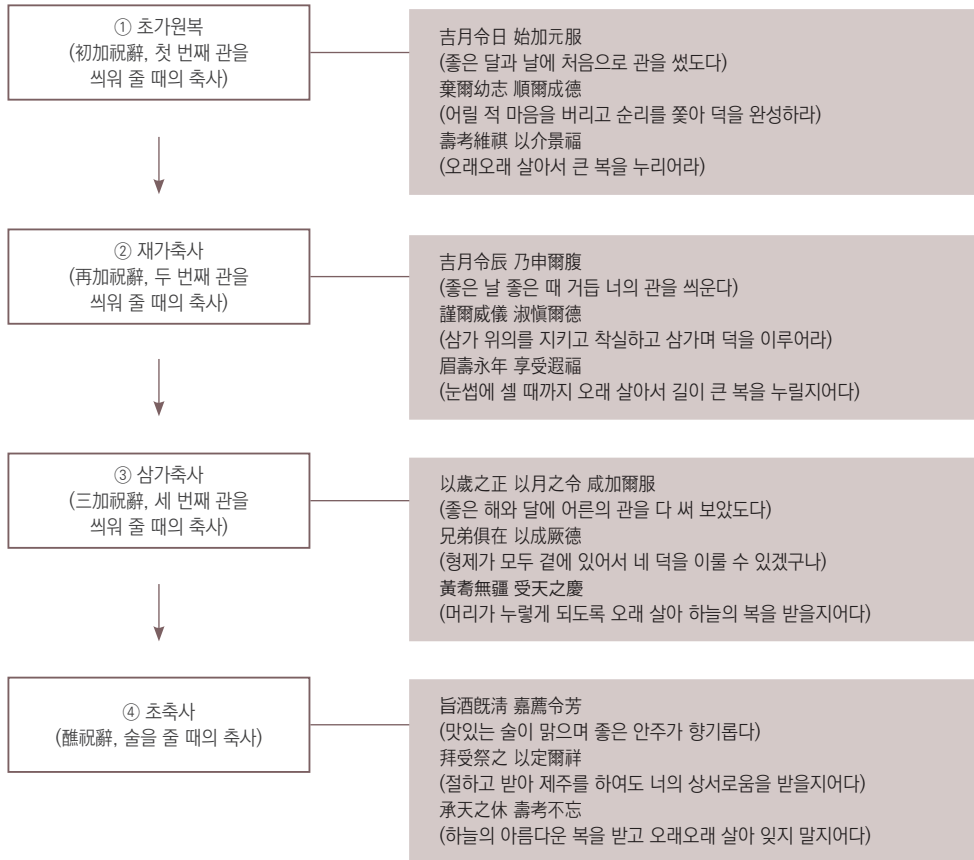 ① 초가원복
(初加祝辭, 첫 번째 관을
씌워 줄 때의 축사)
吉月令日 始加元服
(좋은 달과 날에 처음으로 관을 썼도다)
棄爾幼志 順爾成德
(어릴 적 마음을 버리고 순리를 쫓아 덕을 완성하라)
壽考維祺 以介景福
(오래오래 살아서 큰 복을 누리어라)
② 재가축사
(再加祝辭, 두 번째 관을
씌워 줄 때의 축사)
吉月令辰 乃申爾腹
(좋은 날 좋은 때 거듭 너의 관을 씌운다)
謹爾威儀 淑愼爾德
(삼가 위의를 지키고 착실하고 삼가며 덕을 이루어라)
眉壽永年 享受遐福
(눈썹에 셀 때까지 오래 살아서 길이 큰 복을 누릴지어다)
③ 삼가축사
(三加祝辭, 세 번째 관을
씌워 줄 때의 축사)
以歲之正 以月之令 咸加爾服
(좋은 해와 달에 어른의 관을 다 써 보았도다)
兄弟俱在 以成厥德
(형제가 모두 곁에 있어서 네 덕을 이룰 수 있겠구나)
黃耇無疆 受天之慶
(머리가 누렇게 되도록 오래 살아 하늘의 복을 받을지어다)
④ 초축사
(醮祝辭, 술을 줄 때의 축사)
旨酒旣淸 嘉薦令芳
(맛있는 술이 맑으며 좋은 안주가 향기롭다)
拜受祭之 以定爾祥
(절하고 받아 제주를 하여도 너의 상서로움을 받을지어다)
承天之休 壽考不忘
(하늘의 아름다운 복을 받고 오래오래 살아 잊지 말지어다)